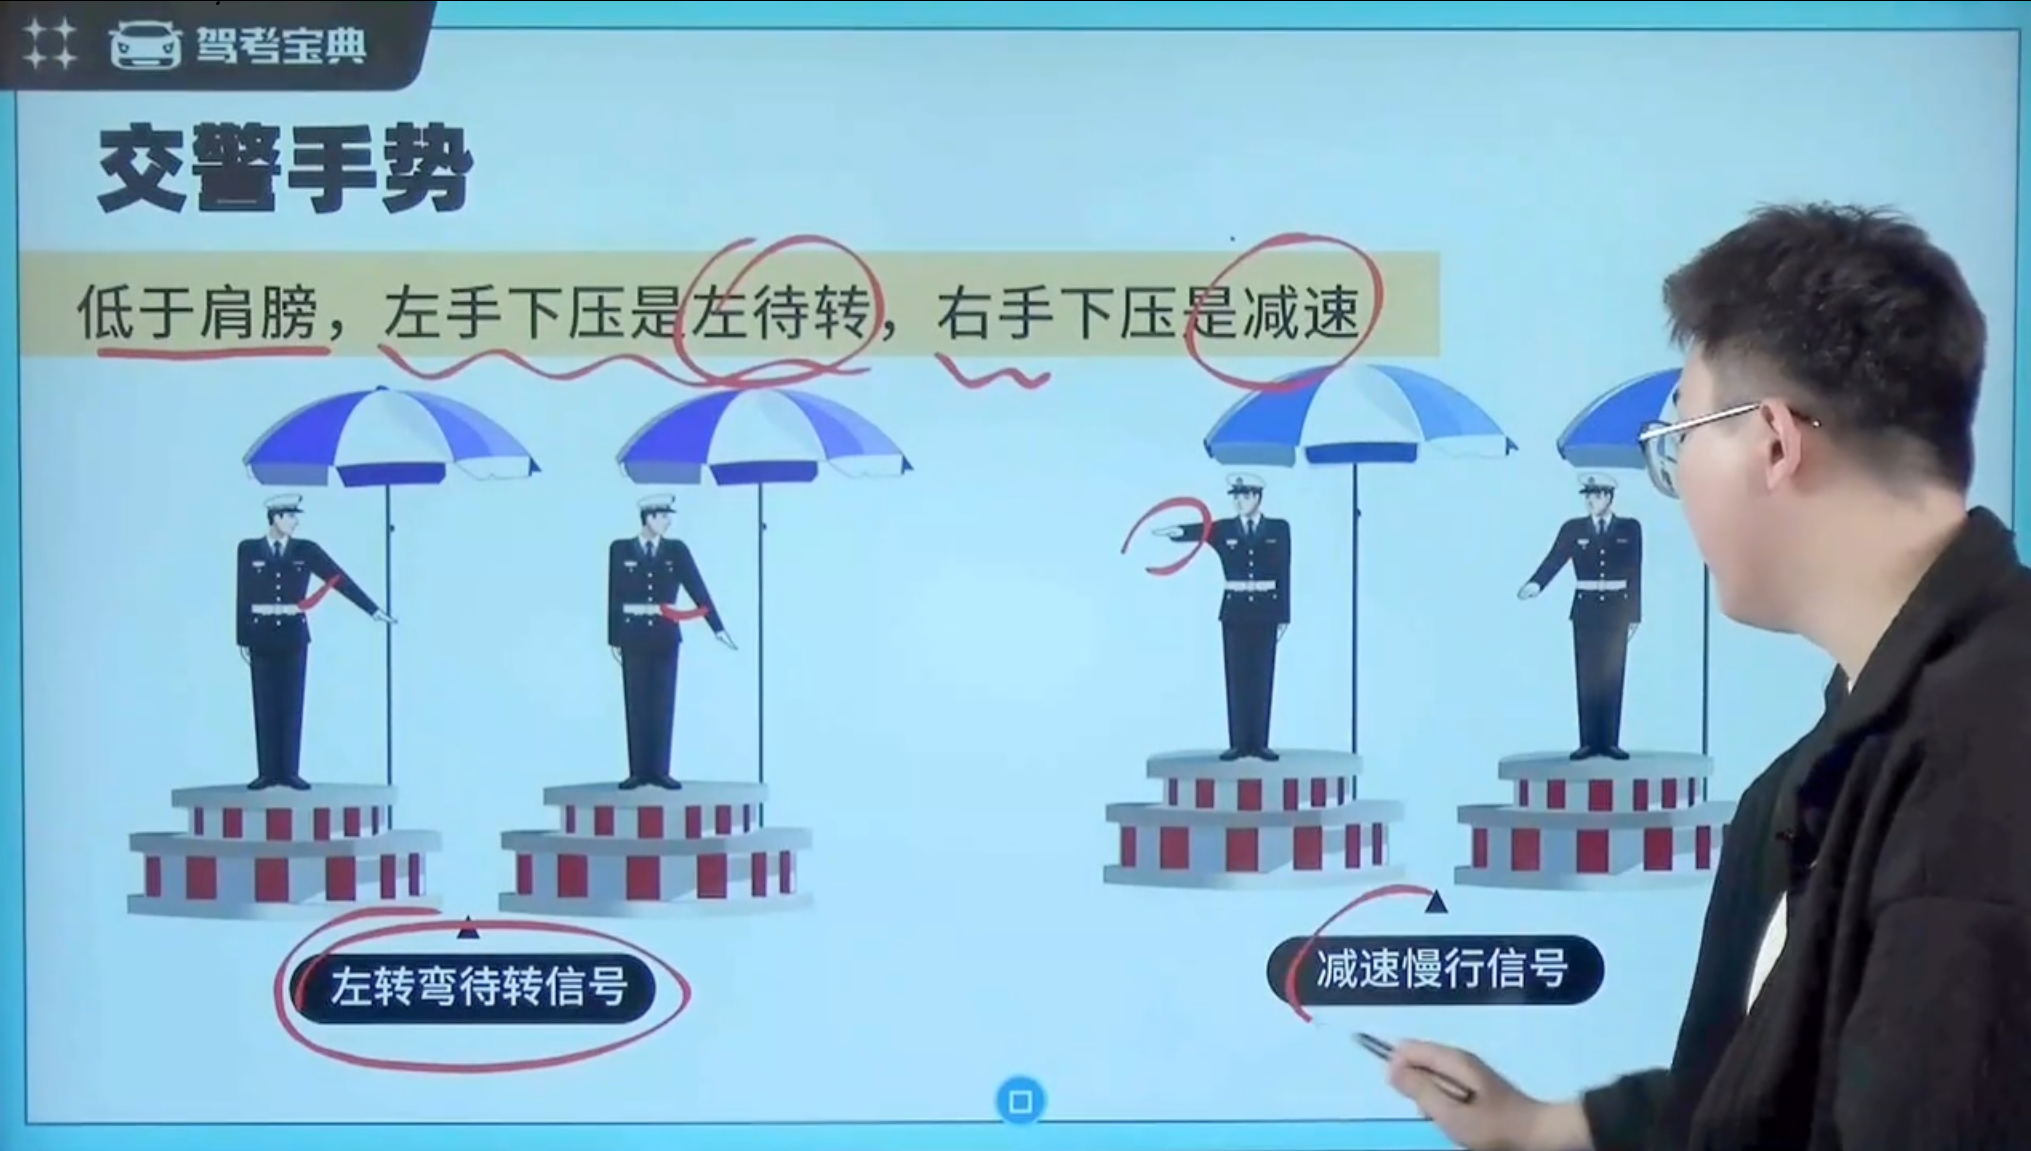 驾考宝典
交警手势
低于肩膀，左手下压是左待转，右手下压是减速
左转弯待转信号
减速慢行信号